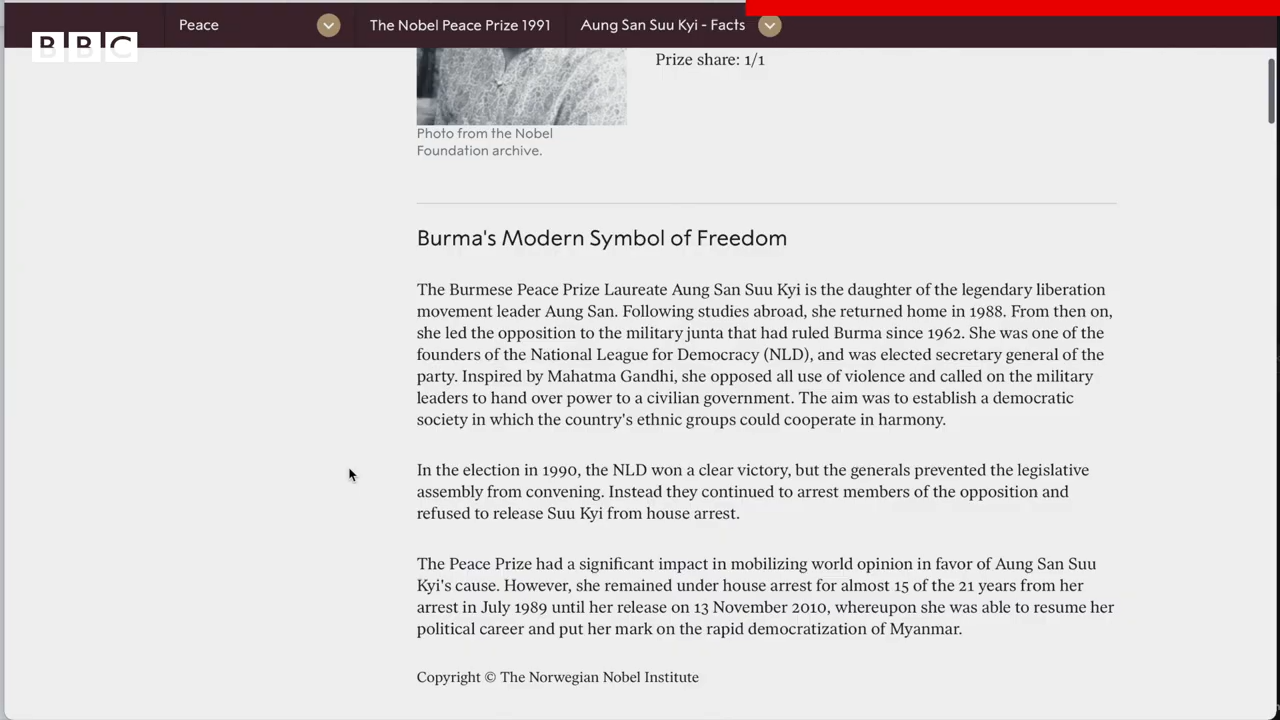 Peace
The Nobel Peace Prize 1991
Aung San Suu Kyi - Facts
BBC
Prize share: 1/1
Photo from the Nobel
Foundation archive.
Burma's Modern Symbol of Freedom
The Burmese Peace Prize Laureate Aung San Suu Kyi is the daughter of the legendary liberation
movement leader Aung San. Following studies abroad, she returned home in 1988. From then on,
she led the opposition to the military junta that had ruled Burma since 1962. She was one of the
founders of the National League for Democracy (NLD), and was elected secretary general of the
party. Inspired by Mahatma Gandhi, she opposed all use of violence and called on the military
leaders to hand over power to a civilian government. The aim was to establish a democratic
society in which the country's ethnic groups could cooperate in harmony.
In the election in 1990, the NLD won a clear victory, but the generals prevented the legislative
assembly from convening. Instead they continued to arrest members of the opposition and
refused to release Suu Kyi from house arrest.
The Peace Prize had a significant impact in mobilizing world opinion in favor of Aung San Suu
Kyi's cause. However, she remained under house arrest for almost 15 of the 21 years from her
arrest in July 1989 until her release on 13 November 2010, whereupon she was able to resume her
political career and put her mark on the rapid democratization of Myanmar.
Copyright © The Norwegian Nobel Institute